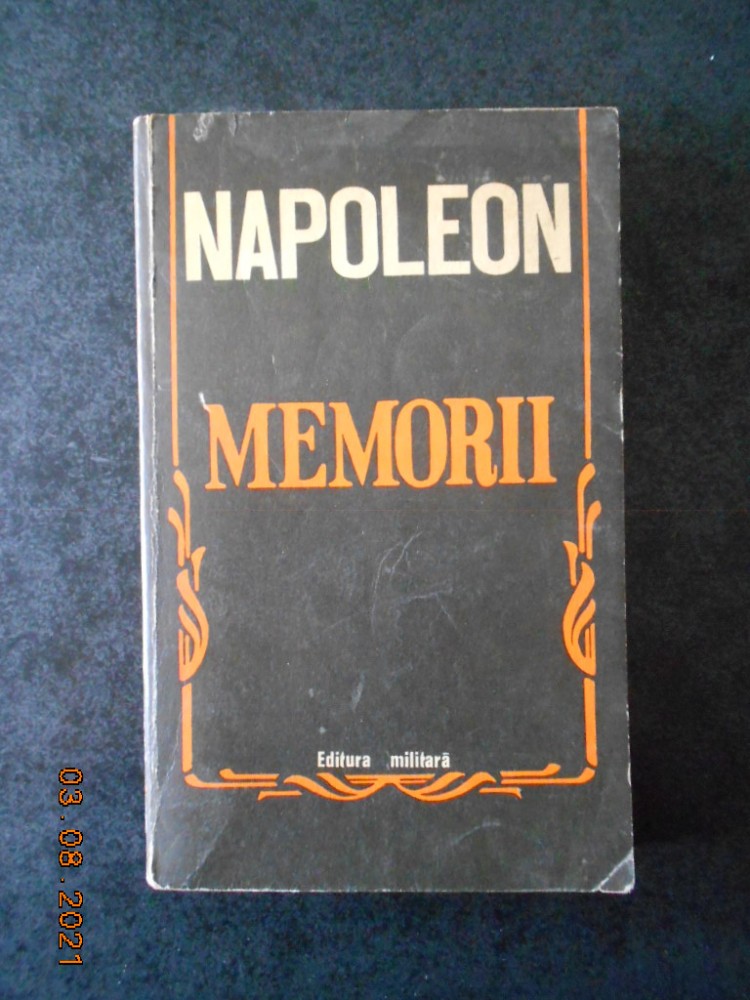 NAPOLEON
MEMORII
Editura militară
03.08.2021